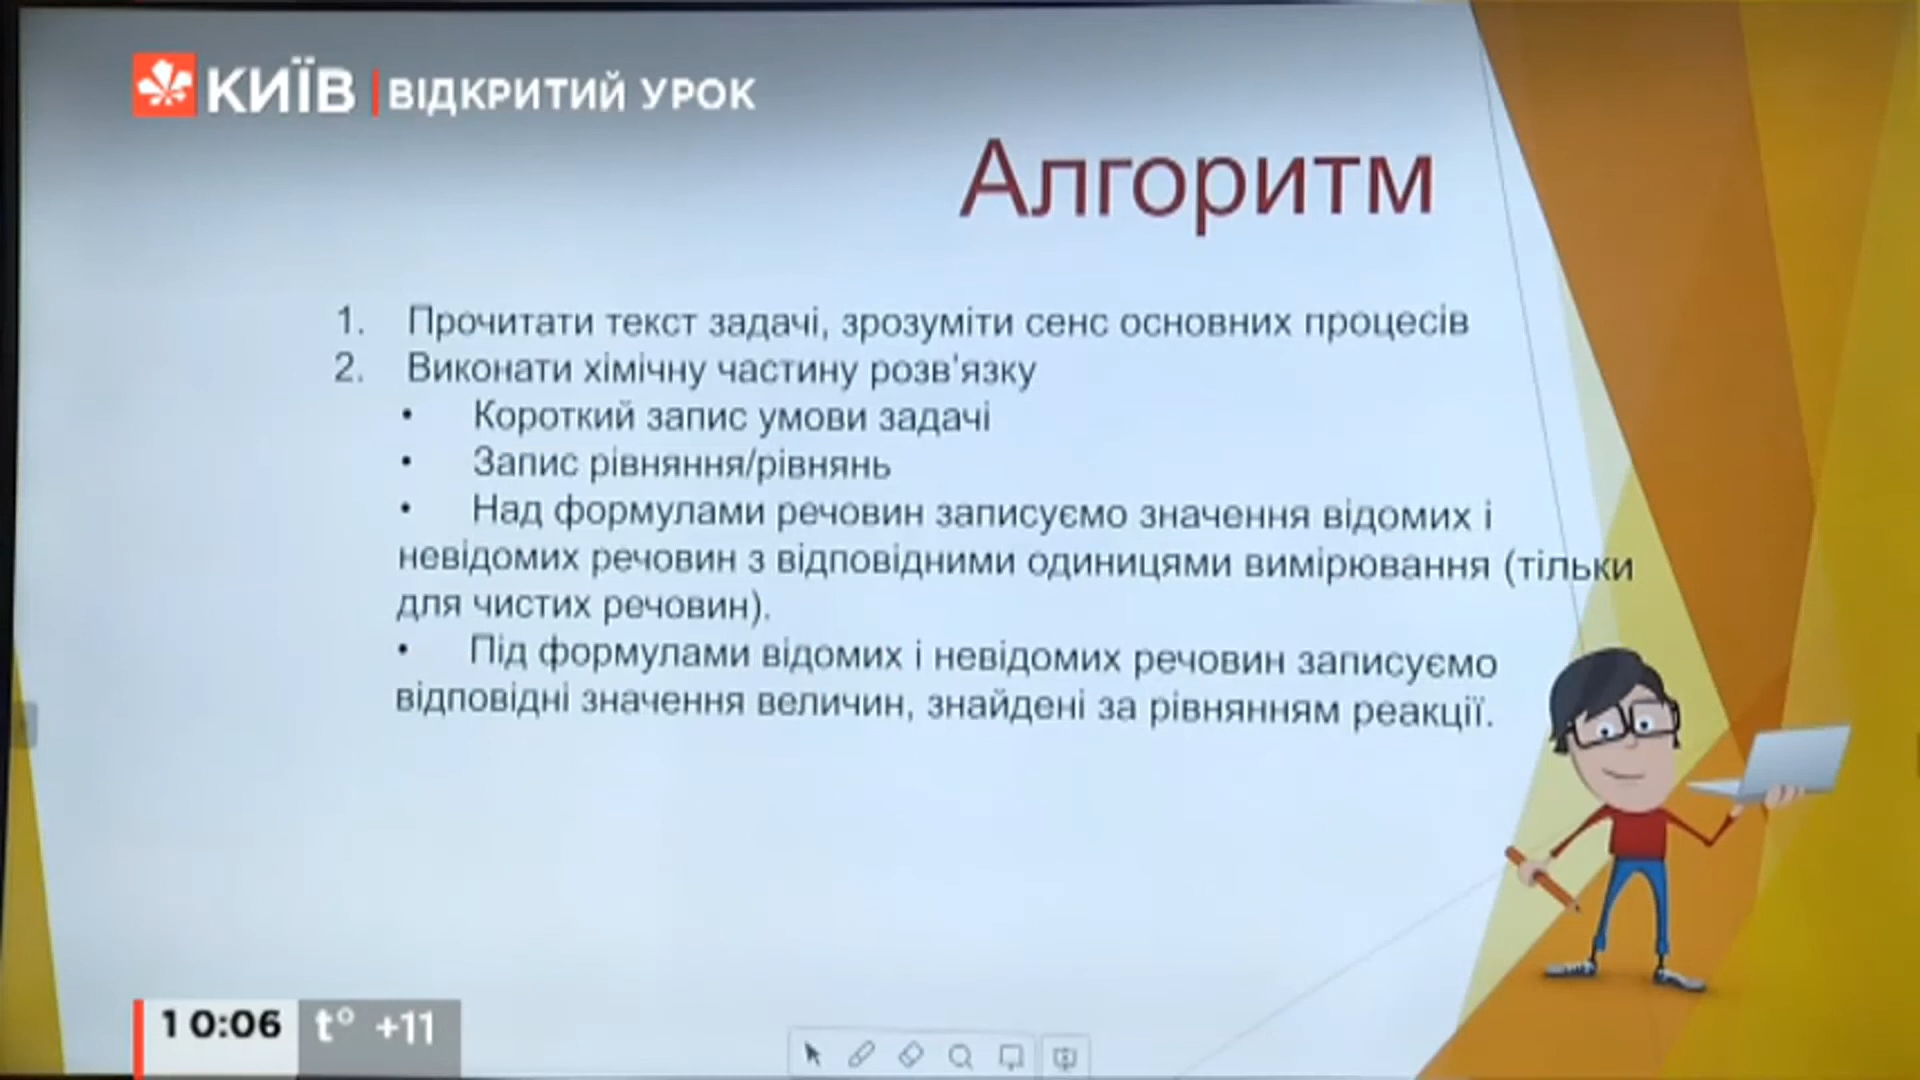 КИЇВ | ВІДКРИТИЙ УРОК
Алгоритм
1. Прочитати текст задачі, зрозуміти сенс основних процесів
2. Виконати хімічну частину розв'язку
• Короткий запис умови задачі
• Запис рівняння/рівнянь
• Над формулами речовин записуємо значення відомих і
невідомих речовин з відповідними одиницями вимірювання (тільки
для чистих речовин).
• Під формулами відомих і невідомих речовин записуємо
відповідні значення величин, знайдені за рівнянням реакції.
10:06 t° +11